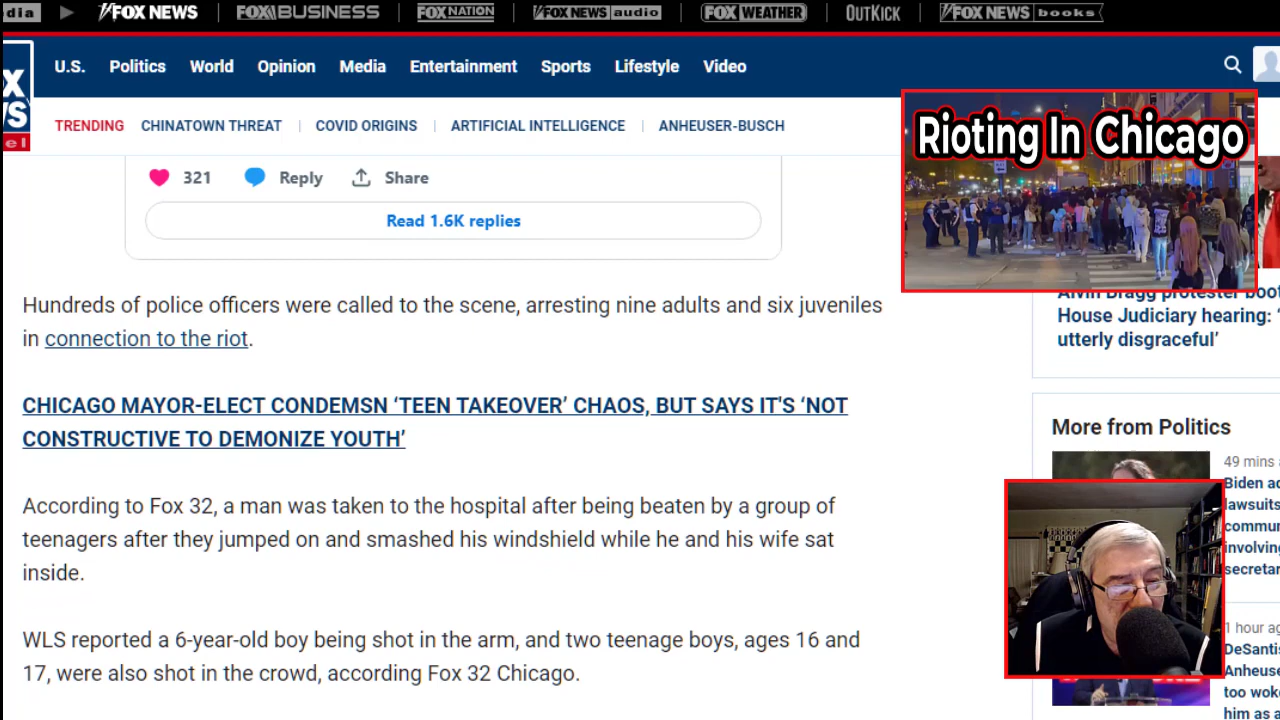 dia
FOX NEWS
FOX BUSINESS
FOX NATION
FOX NEWS audio
FOX WEATHER
OUTKICK
FOX NEWS books
U.S.
Politics
World
Opinion
Media
Entertainment
Sports
Lifestyle
Video
TRENDING
CHINATOWN THREAT
COVID ORIGINS
ARTIFICIAL INTELLIGENCE
ANHEUSER-BUSCH
Rioting In Chicago
321
Reply
Share
Read 1.6K replies
Hundreds of police officers were called to the scene, arresting nine adults and six juveniles
in connection to the riot.
CHICAGO MAYOR-ELECT CONDEMSN ‘TEEN TAKEOVER’ CHAOS, BUT SAYS IT'S ‘NOT
CONSTRUCTIVE TO DEMONIZE YOUTH’
According to Fox 32, a man was taken to the hospital after being beaten by a group of
teenagers after they jumped on and smashed his windshield while he and his wife sat
inside.
WLS reported a 6-year-old boy being shot in the arm, and two teenage boys, ages 16 and
17, were also shot in the crowd, according Fox 32 Chicago.
Alvin Bragg protester boot
House Judiciary hearing: ‘
utterly disgraceful’
More from Politics
49 mins a
Biden ad
lawsuits
commun
involving
secretar
1 hour ag
DeSantis
Anheuse
too woke
him as a